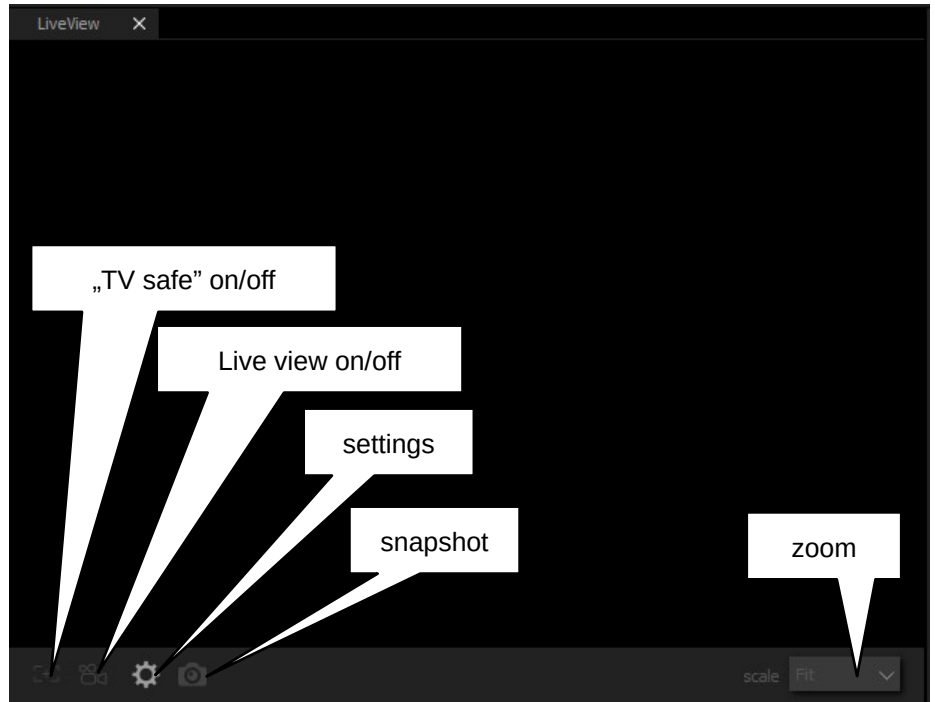 LiveView
„TV safe” on/off
Live view on/off
settings
snapshot
zoom
scale Fit